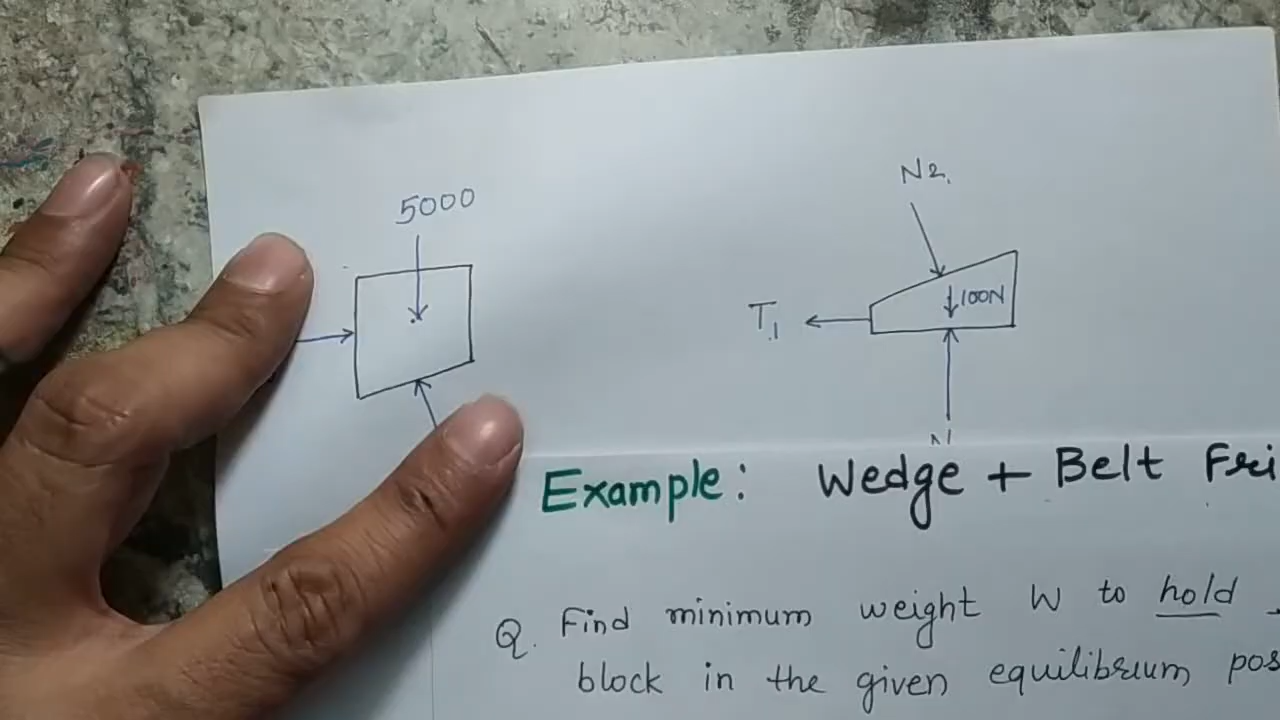 5000
N2.
100N
T1
N
Example: Wedge + Belt Fri
Q. Find minimum weight W to hold
block in the given equilibrium pos